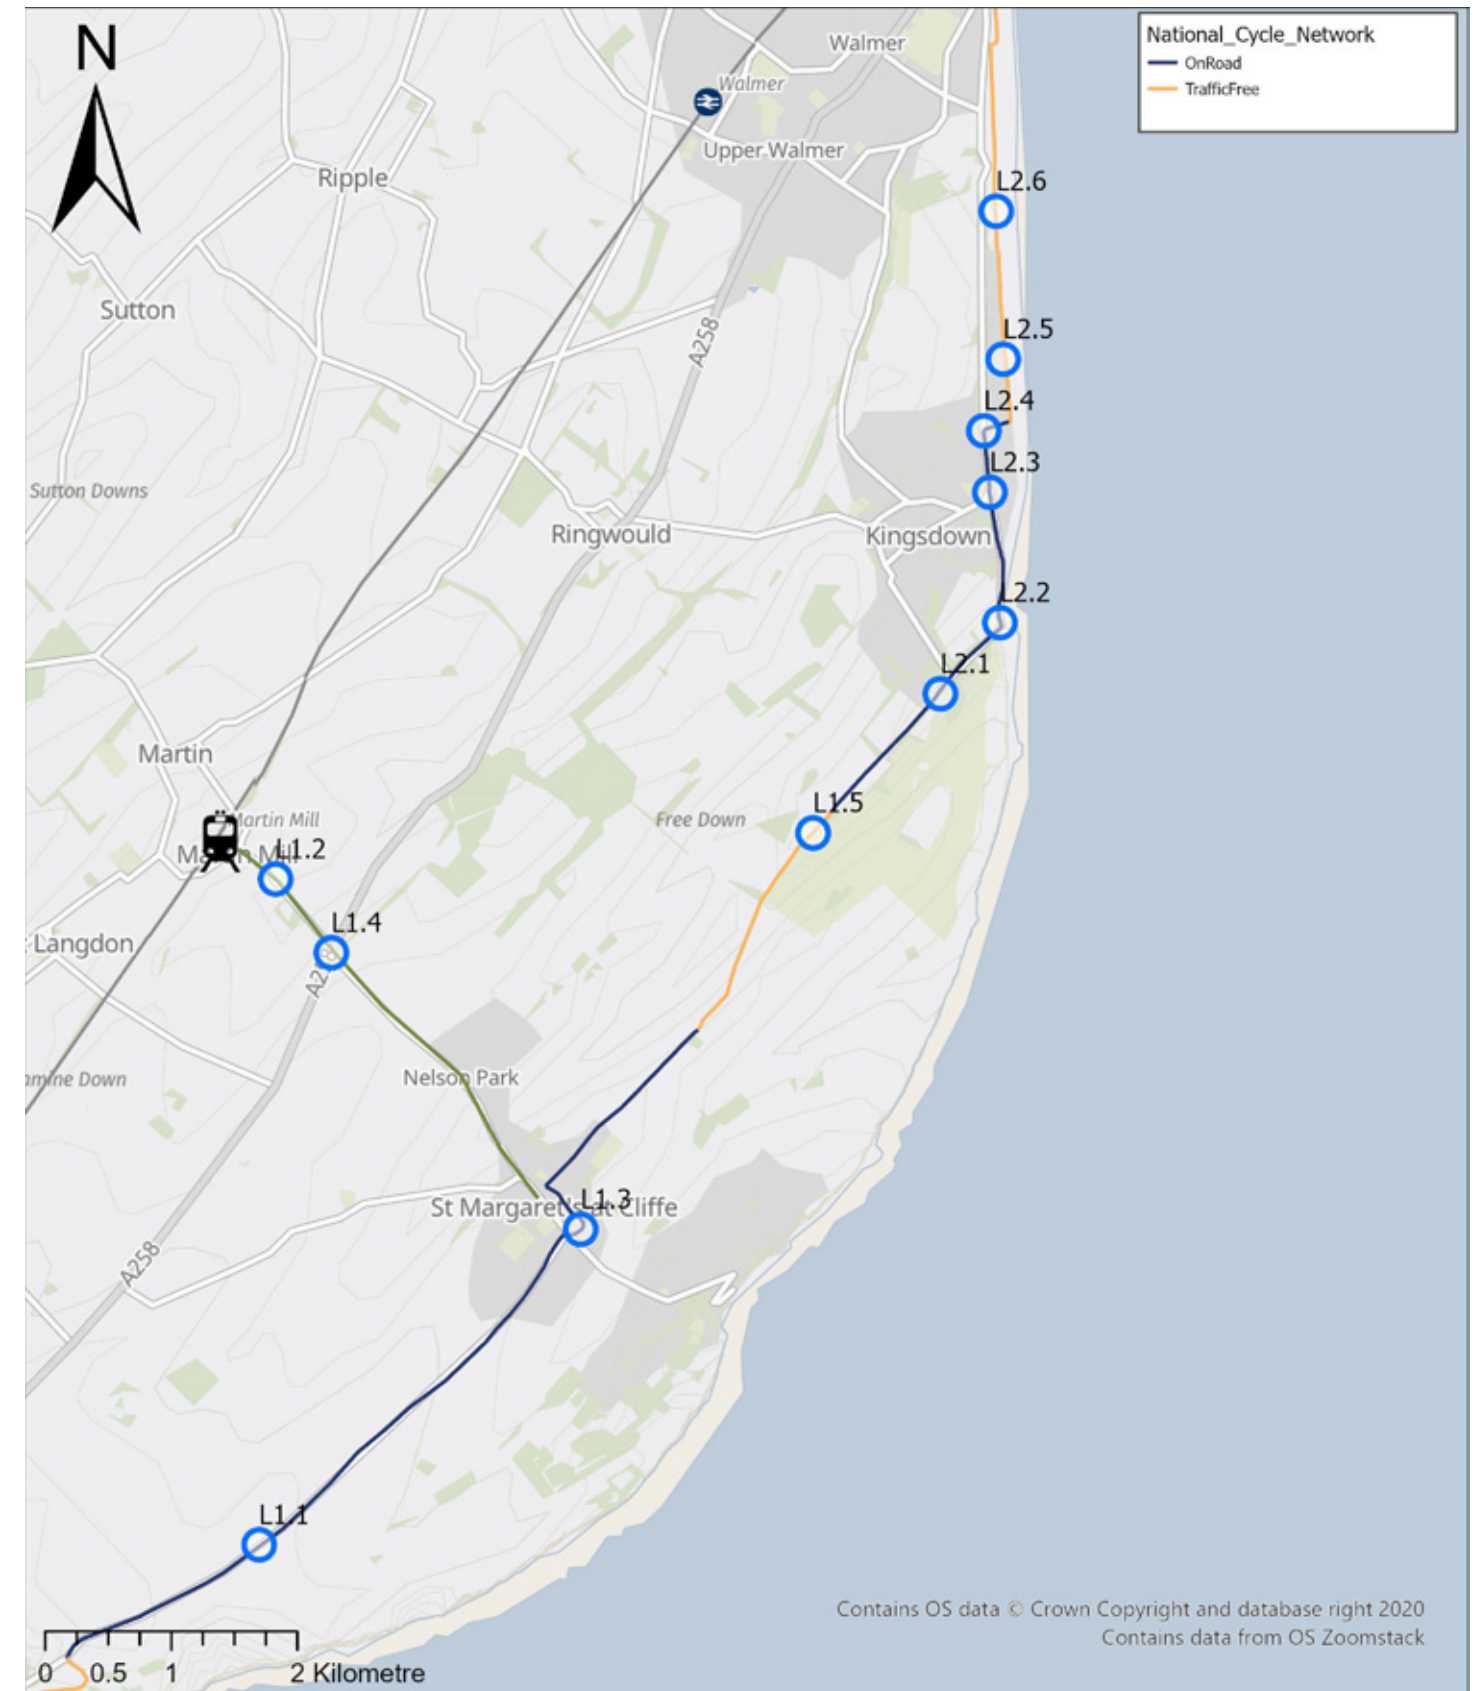 N
National_Cycle_Network
OnRoad
TrafficFree
Walmer
Walmer
Upper Walmer
Ripple
L2.6
Sutton
L2.5
A258
L2.4
L2.3
Sutton Downs
Ringwould
Kingsdown
L2.2
L2.1
Martin
L1.5
Martin Mill
Free Down
L1.2
L1.4
Langdon
Nelson Park
Down
L1.3
St Margaret's at Cliffe
A258
L1.1
Contains OS data © Crown Copyright and database right 2020
Contains data from OS Zoomstack
0 0.5 1 2 Kilometre